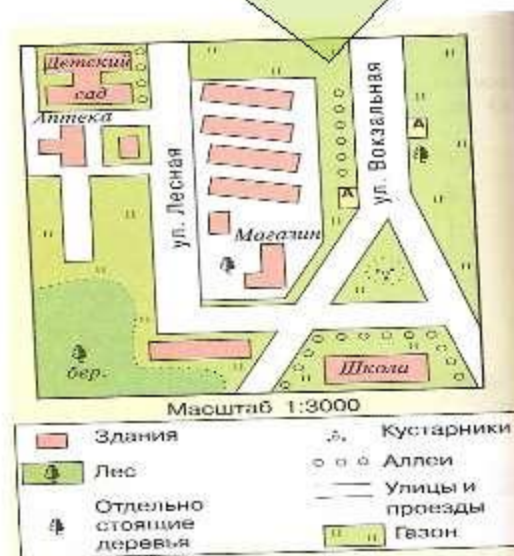 Детский
сад
Аптека
ул. Лесная
ул. Вокзальная
А
А
Магазин
бер.
Школа
Масштаб 1:3000
Здания
Лес
Отдельно
стоящие
деревья
Кустарники
Аллеи
Улицы и
проезды
Газон